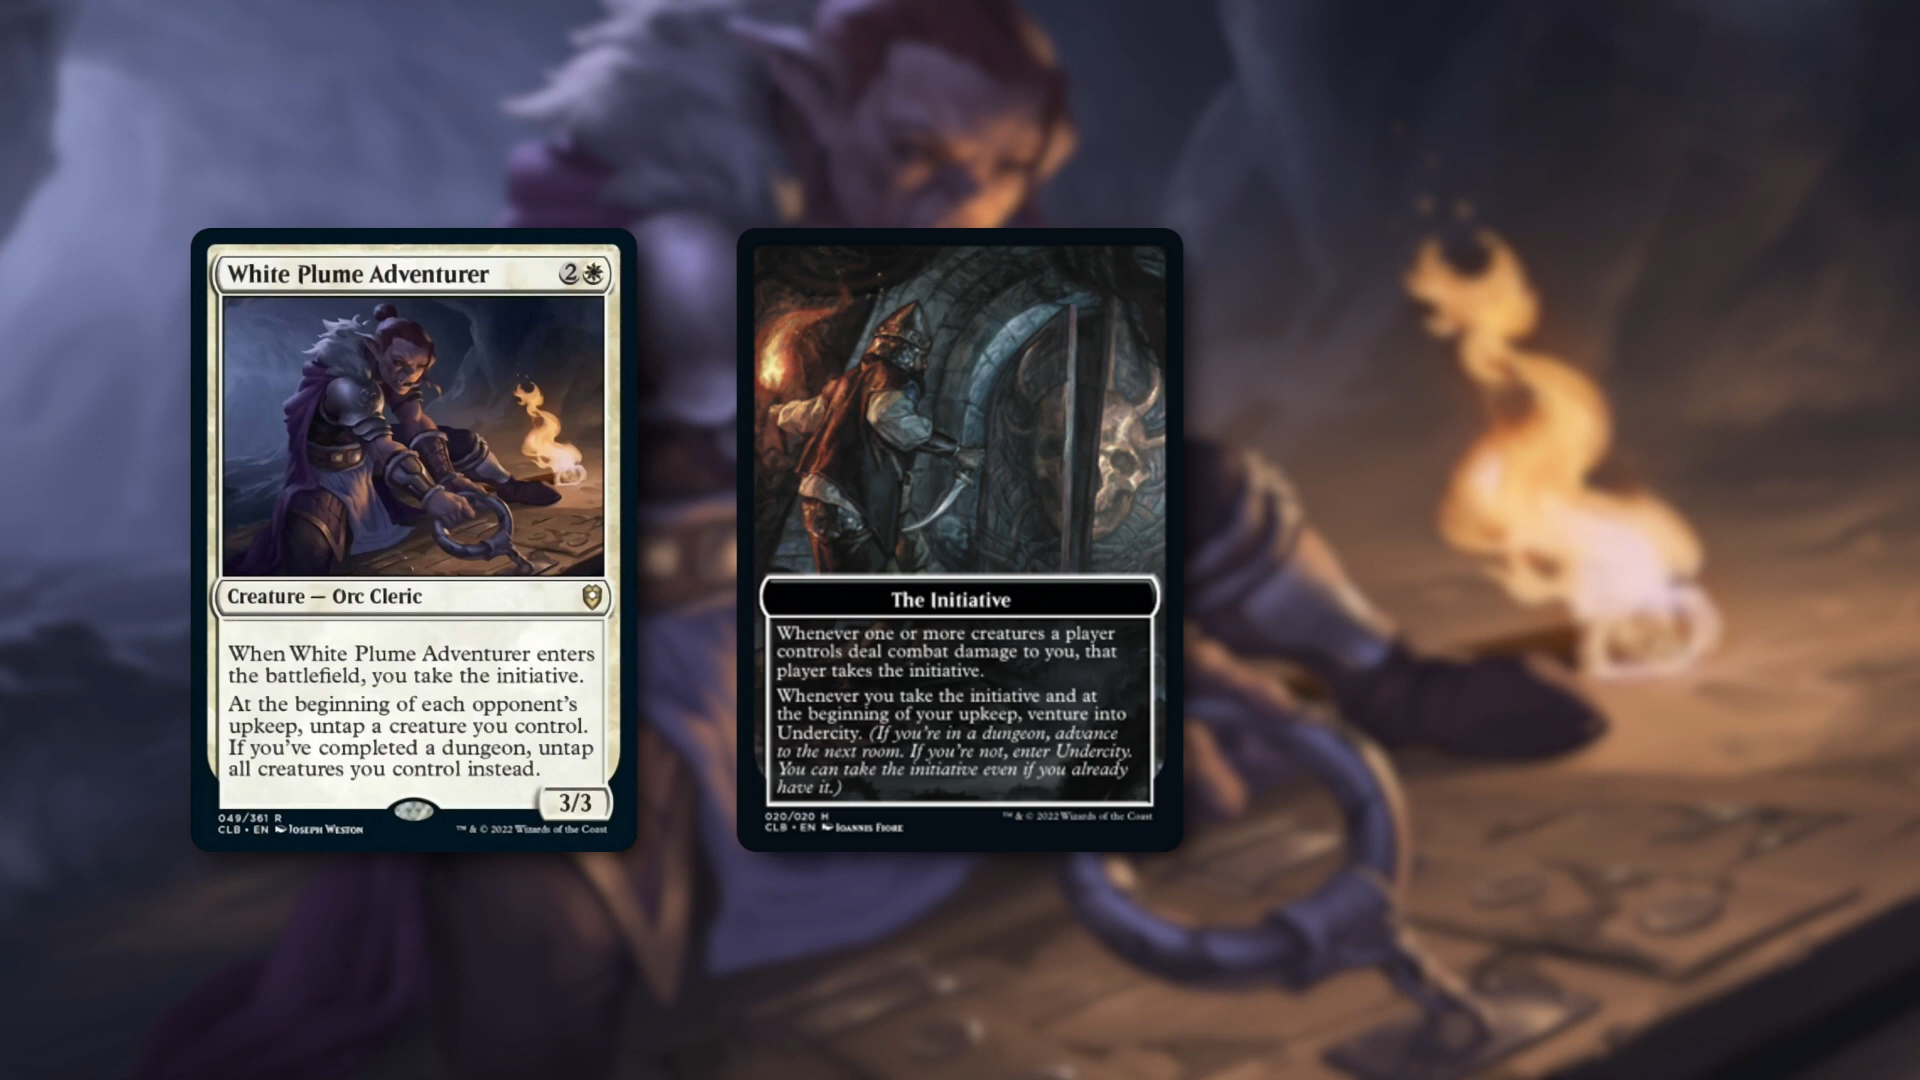 White Plume Adventurer 2
Creature — Orc Cleric
When White Plume Adventurer enters
the battlefield, you take the initiative.
At the beginning of each opponent's
upkeep, untap a creature you control.
If you've completed a dungeon, untap
all creatures you control instead.
3/3
049/361 R
CLB • EN Joseph Weston
™ & © 2022 Wizards of the Coast
The Initiative
Whenever one or more creatures a player
controls deal combat damage to you, that
player takes the initiative.
Whenever you take the initiative and at
the beginning of your upkeep, venture into
Undercity. (If you're in a dungeon, advance
to the next room. If you're not, enter Undercity.
You can take the initiative even if you already
have it.)
020/020 M
CLB • EN Ioannis Fiore
™ & © 2022 Wizards of the Coast